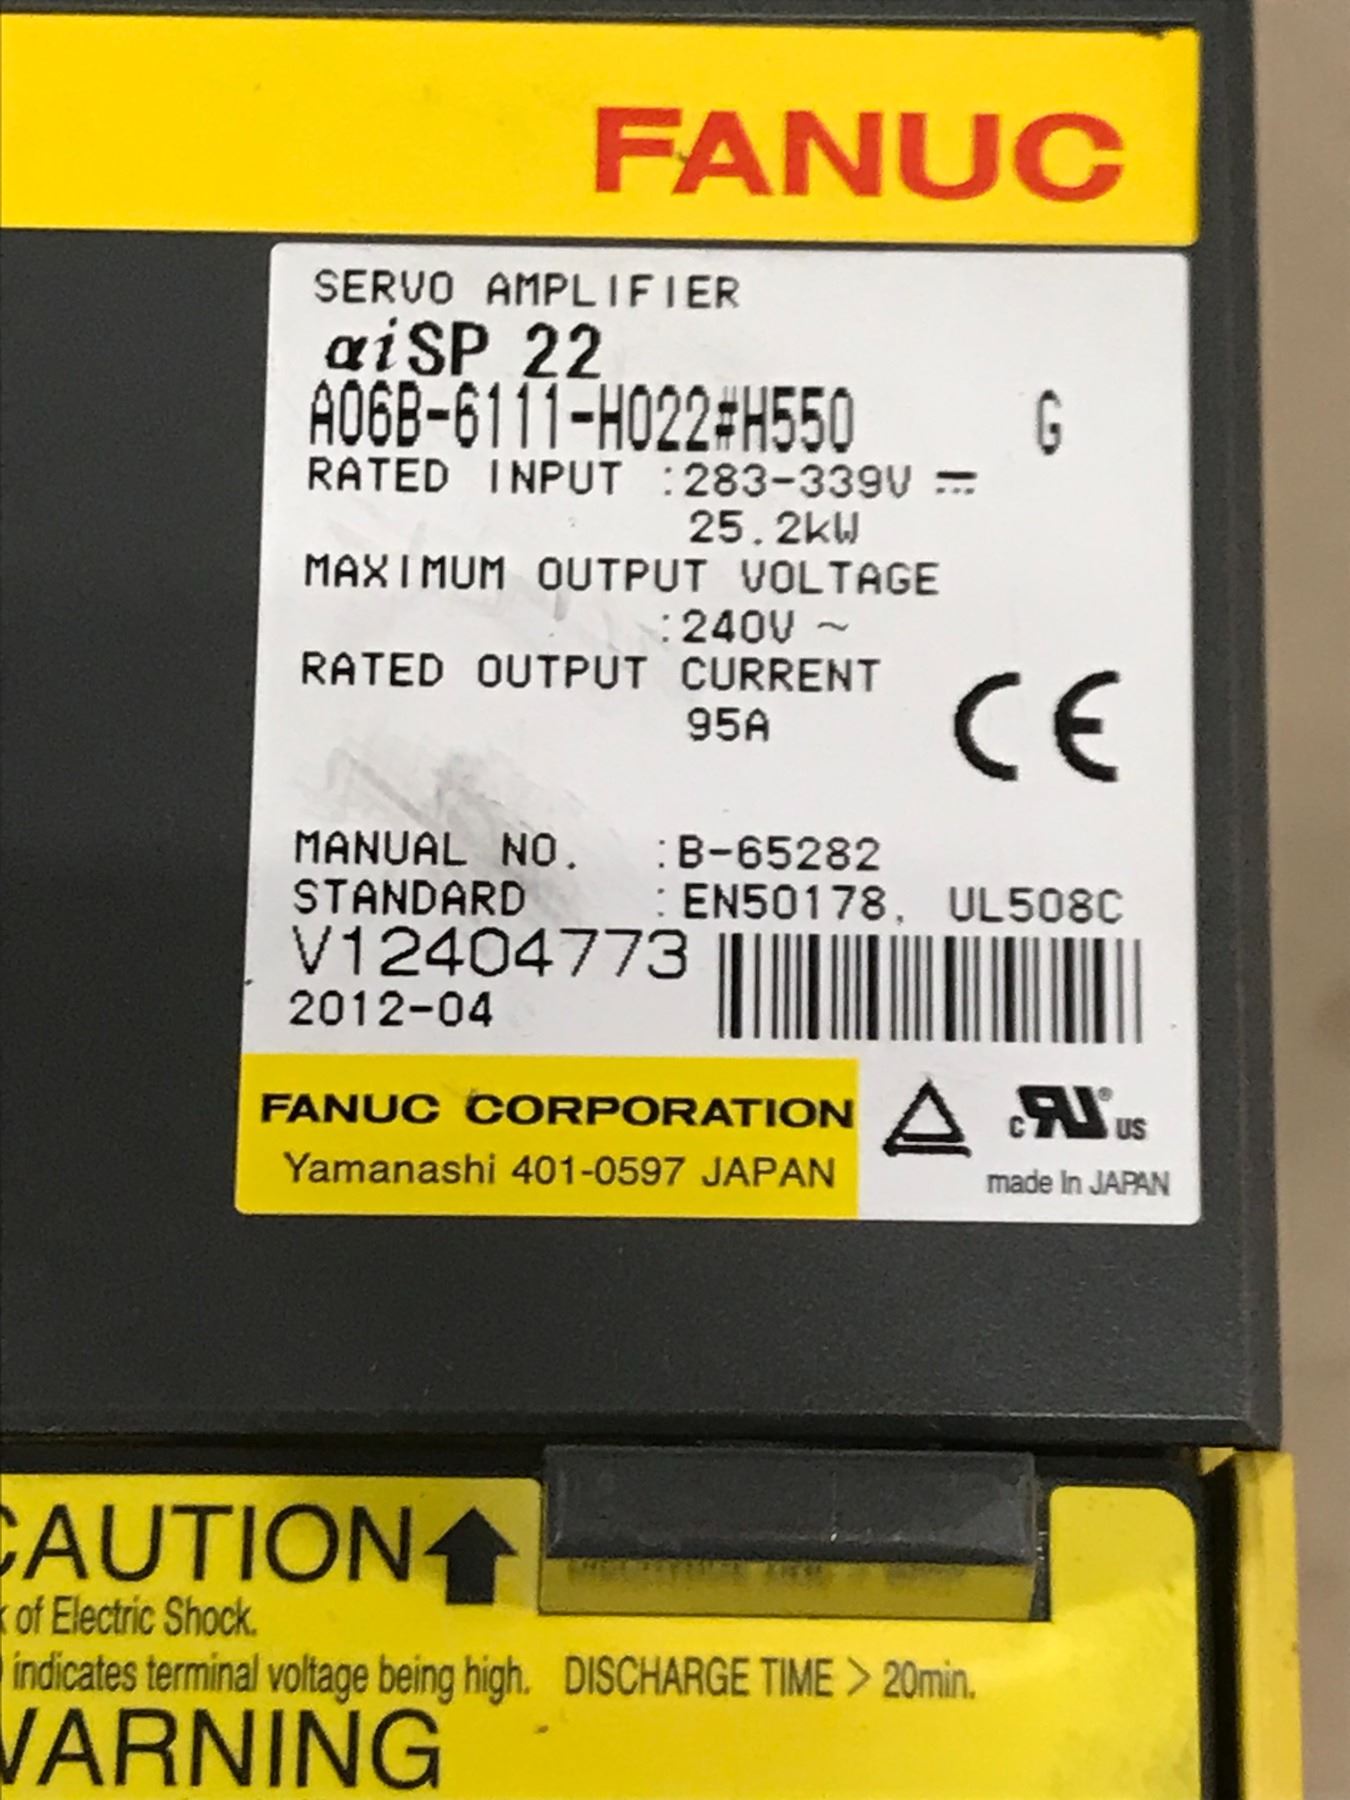 FANUC
SERVO AMPLIFIER
αiSP 22
A06B-6111-H022#H550 G
RATED INPUT :283-339V ⎓
25.2kW
MAXIMUM OUTPUT VOLTAGE
:240V ~
RATED OUTPUT CURRENT
95A
CE
MANUAL NO. :B-65282
STANDARD :EN50178, UL508C
V12404773
2012-04
FANUC CORPORATION
Yamanashi 401-0597 JAPAN
c RU® US
made in JAPAN
CAUTION
of Electric Shock.
indicates terminal voltage being high. DISCHARGE TIME > 20min.
WARNING